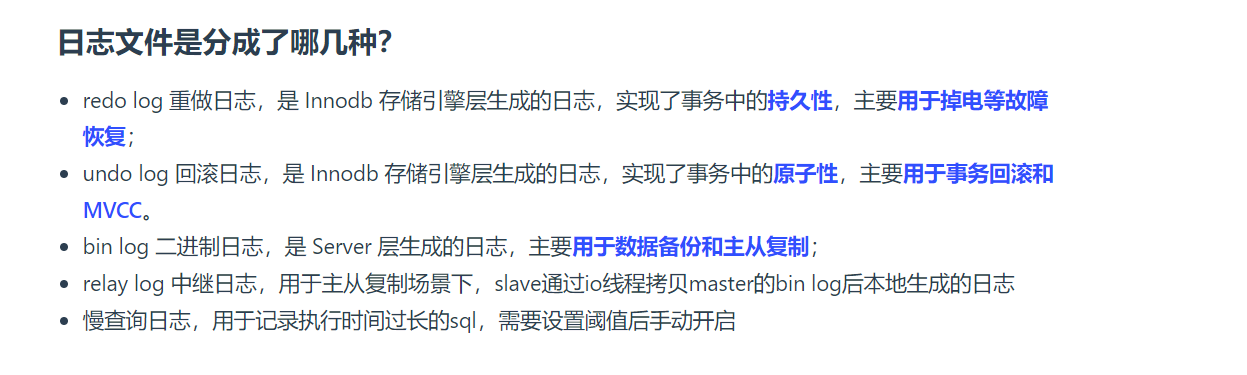 日志文件是分成了哪几种？
redo log 重做日志，是 Innodb 存储引擎层生成的日志，实现了事务中的持久性，主要用于掉电等故障
恢复；
undo log 回滚日志，是 Innodb 存储引擎层生成的日志，实现了事务中的原子性，主要用于事务回滚和
MVCC。
bin log 二进制日志，是 Server 层生成的日志，主要用于数据备份和主从复制；
relay log 中继日志，用于主从复制场景下，slave通过io线程拷贝master的bin log后本地生成的日志
慢查询日志，用于记录执行时间过长的sql，需要设置阈值后手动开启